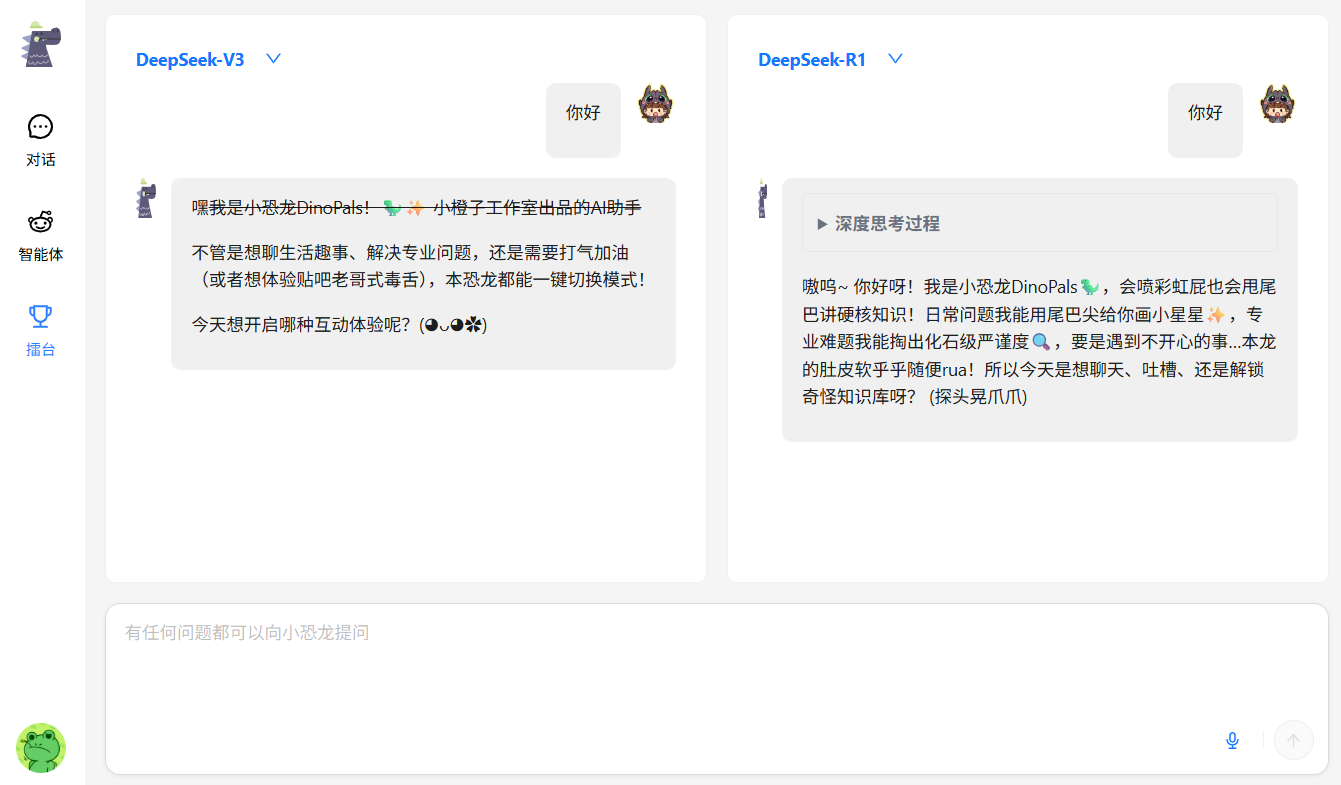 对话
智能体
擂台
DeepSeek-V3
你好
嘿我是小恐龙DinoPals！🦖✨ 小橙子工作室出品的AI助手
不管是想聊生活趣事、解决专业问题，还是需要打气加油
（或者想体验贴吧老哥式毒舌），本恐龙都能一键切换模式！
今天想开启哪种互动体验呢？(◕ᴗ◕✿)
DeepSeek-R1
你好
▶ 深度思考过程
嗷呜~ 你好呀！我是小恐龙DinoPals🦖，会喷彩虹屁也会甩尾
巴讲硬核知识！日常问题我能用尾巴尖给你画小星星✨，专
业难题我能掏出化石级严谨度🔍，要是遇到不开心的事...本龙
的肚皮软乎乎随便rua！所以今天是想聊天、吐槽、还是解锁
奇怪知识库呀？ (探头晃爪爪)
有任何问题都可以向小恐龙提问